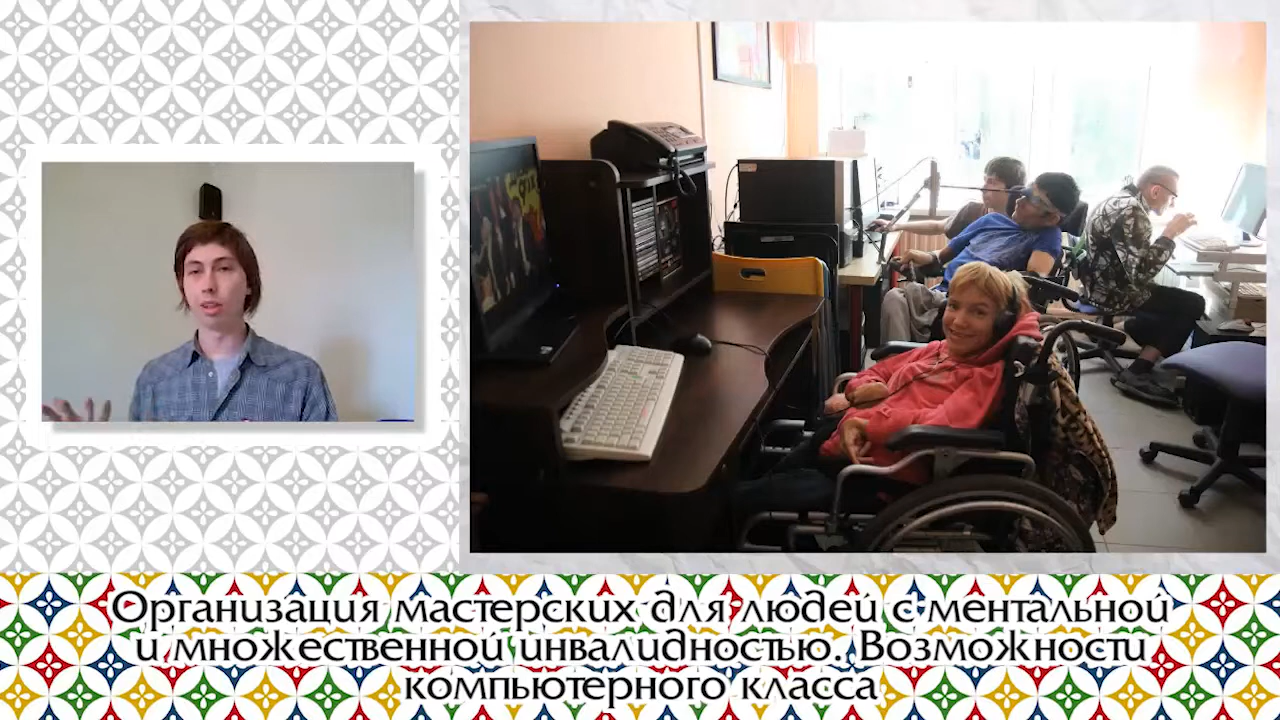 Организация мастерских для людей с ментальной
и множественной инвалидностью. Возможности
компьютерного класса